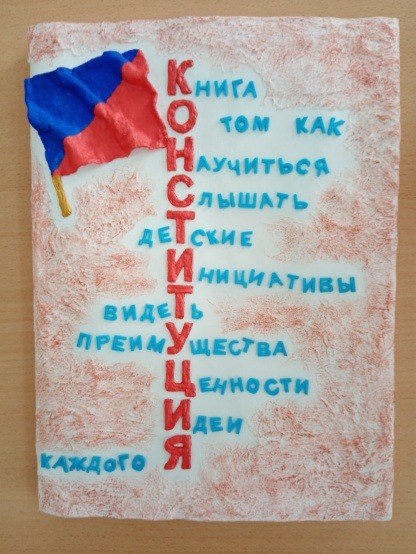 КНИГА
О ТОМ КАК
НАУЧИТЬСЯ
СЛЫШАТЬ
ДЕТСКИЕ
ИНИЦИАТИВЫ
ВИДЕТЬ
ПРЕИМУЩЕСТВА
ЦЕННОСТИ
ИДЕИ
КАЖДОГО Я